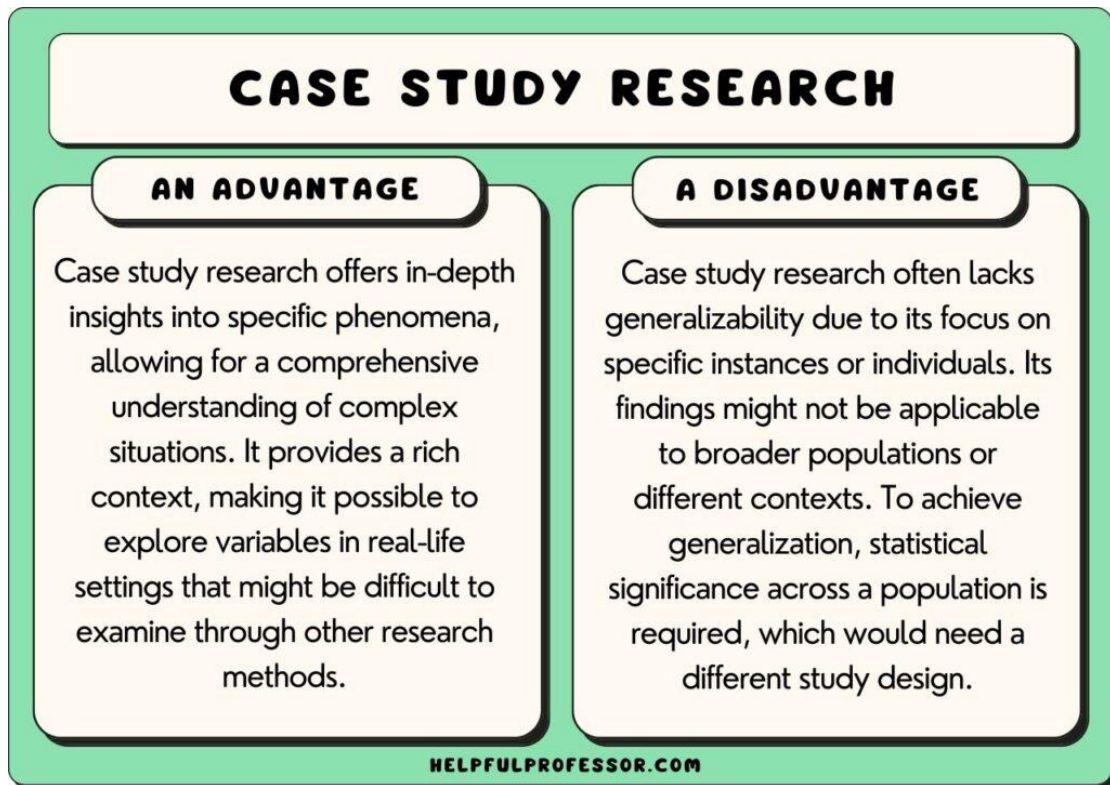 CASE STUDY RESEARCH
AN ADVANTAGE
Case study research offers in-depth
insights into specific phenomena,
allowing for a comprehensive
understanding of complex
situations. It provides a rich
context, making it possible to
explore variables in real-life
settings that might be difficult to
examine through other research
methods.
A DISADVANTAGE
Case study research often lacks
generalizability due to its focus on
specific instances or individuals. Its
findings might not be applicable
to broader populations or
different contexts. To achieve
generalization, statistical
significance across a population is
required, which would need a
different study design.
HELPFULPROFESSOR.COM